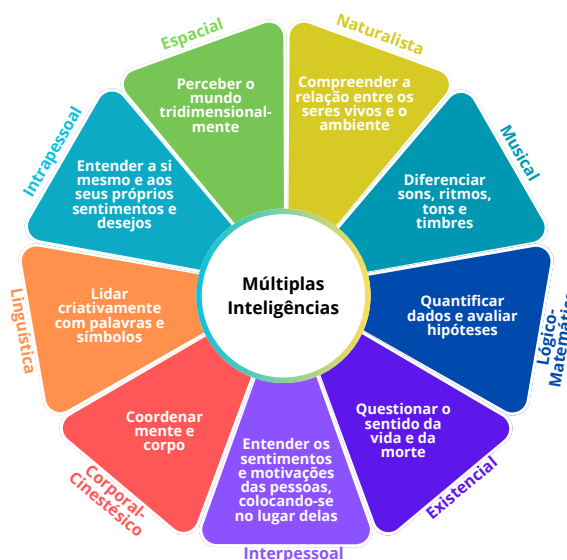 Múltiplas
Inteligências
Naturalista
Compreender a
relação entre os
seres vivos e o
ambiente
Musical
Diferenciar
sons, ritmos,
tons e
timbres
Lógico-
Matemática
Quantificar
dados e avaliar
hipóteses
Existencial
Questionar o
sentido da
vida e da
morte
Interpessoal
Entender os
sentimentos
e motivações
das pessoas,
colocando-se
no lugar delas
Corporal-
Cinestésico
Coordenar
mente e
corpo
Linguística
Lidar
criativamente
com palavras e
símbolos
Intrapessoal
Entender a si
mesmo e aos
seus próprios
sentimentos e
desejos
Espacial
Perceber o
mundo
tridimensional-
mente